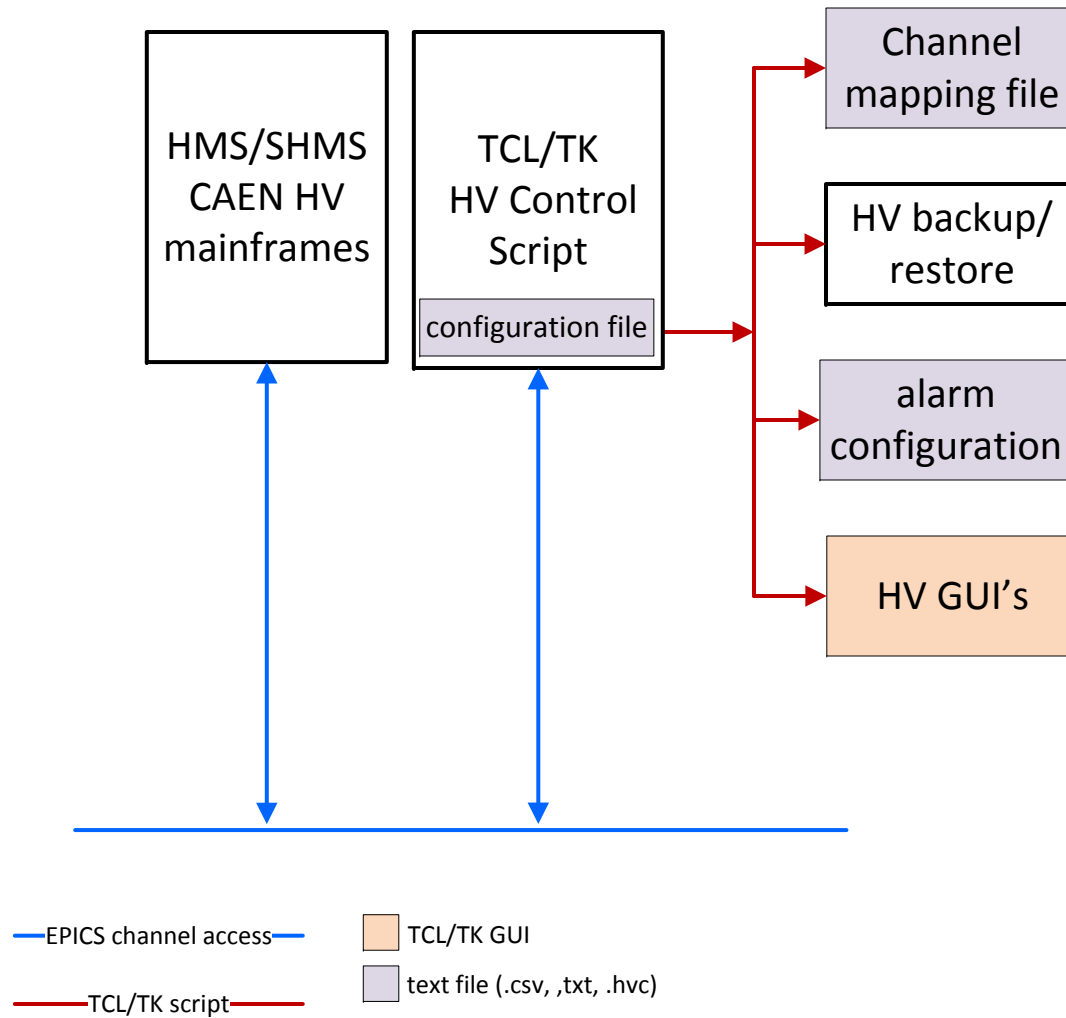 HMS/SHMS
CAEN HV
mainframes
TCL/TK
HV Control
Script
configuration file
Channel
mapping file
HV backup/
restore
alarm
configuration
HV GUI’s
EPICS channel access
TCL/TK script
TCL/TK GUI
text file (.csv, ,txt, .hvc)